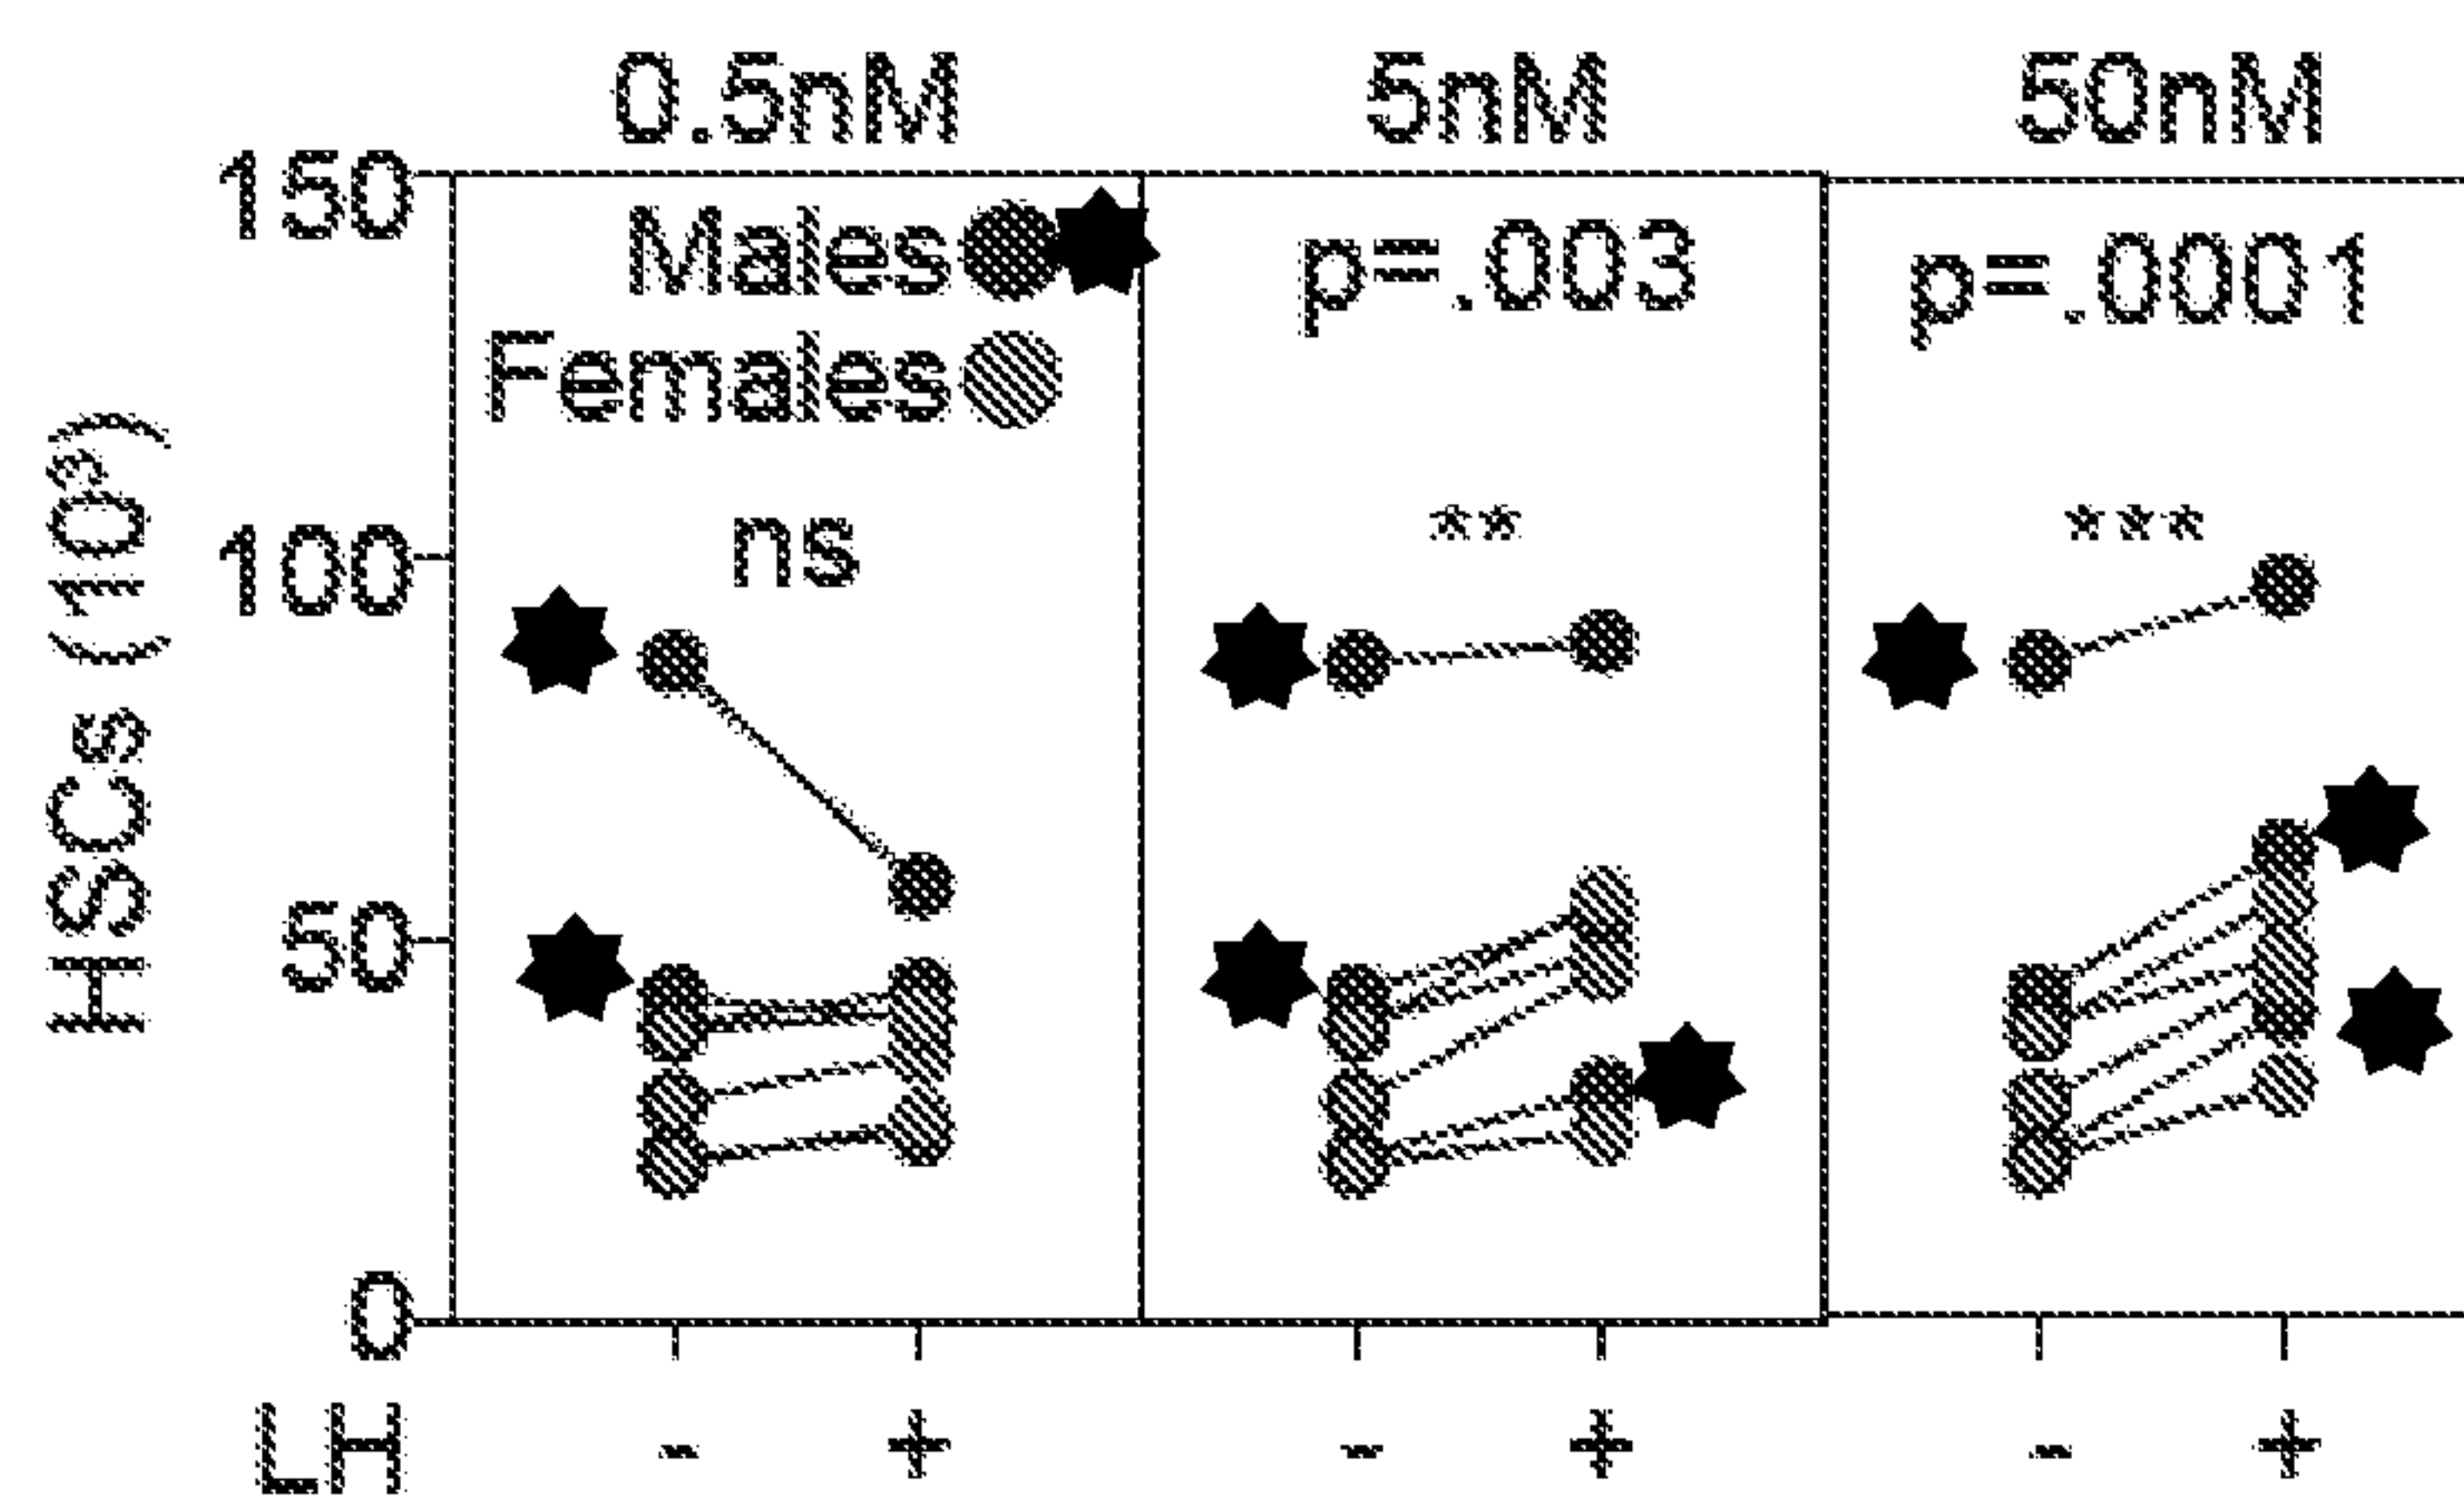 0.5nM 5nM 50nM
150
Males p=.003 p=.0001
Females
HSCs (10³)
100
ns ** ***
50
0
LH - + - + - +